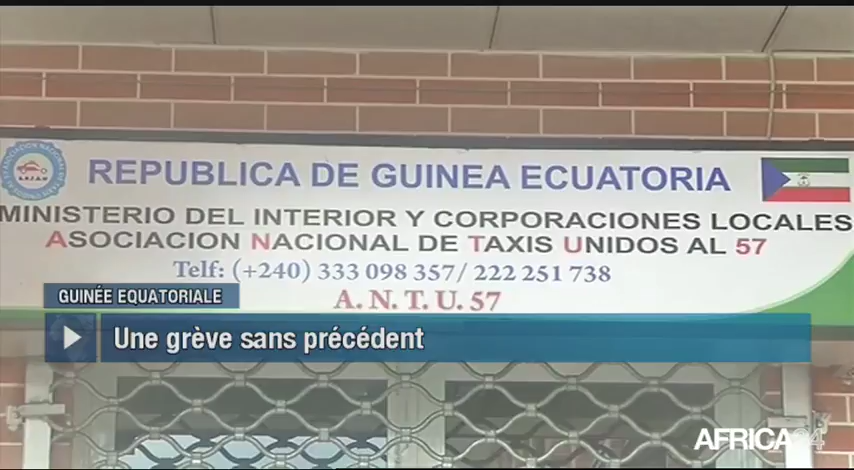 REPUBLICA DE GUINEA ECUATORIA
MINISTERIO DEL INTERIOR Y CORPORACIONES LOCALES
ASOCIACION NACIONAL DE TAXIS UNIDOS AL 57
Telf: (+240) 333 098 357/ 222 251 738
A. N. T. U. 57
GUINÉE EQUATORIALE
Une grève sans précédent
AFRICA24